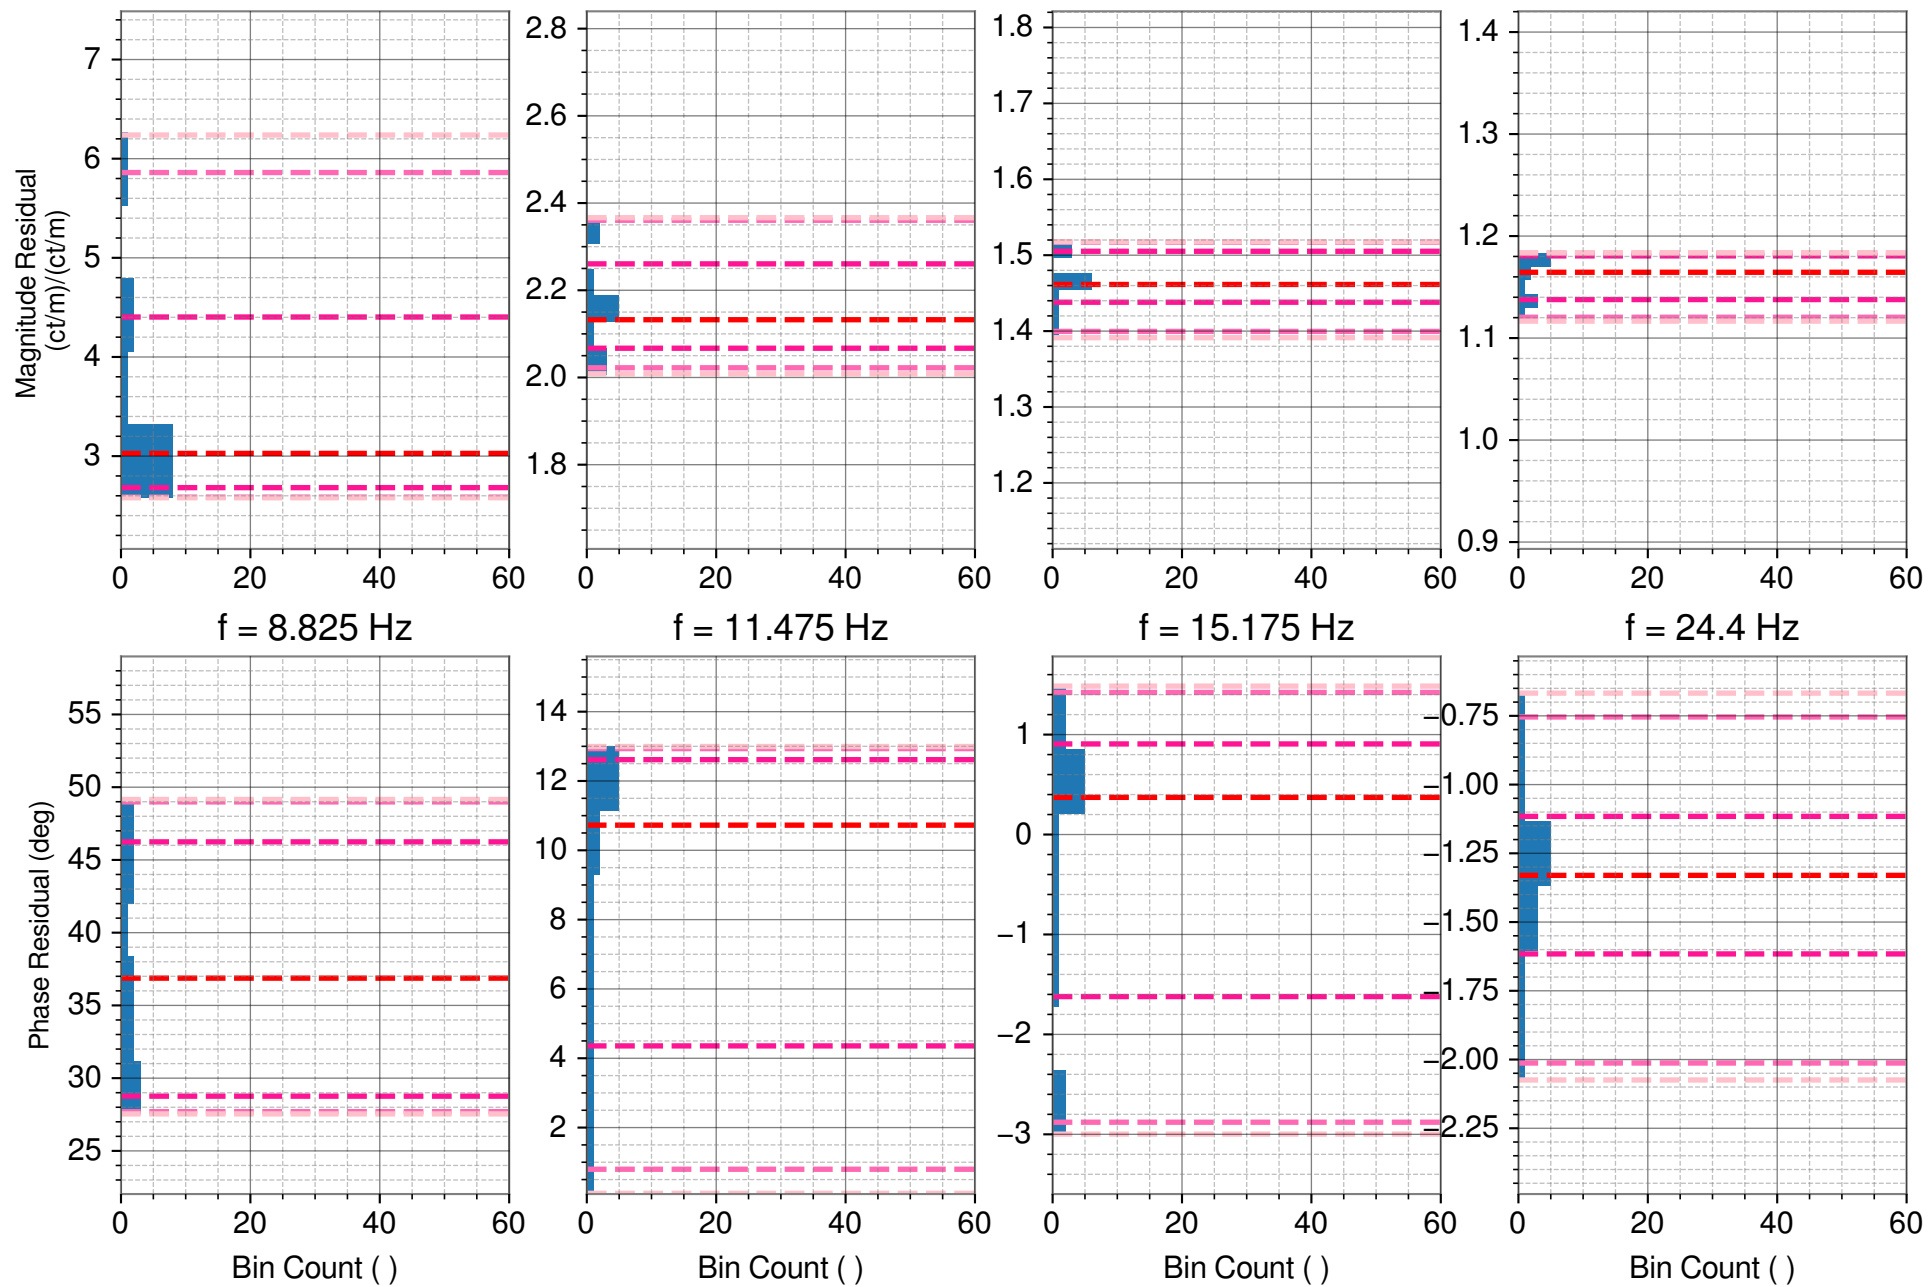 Magnitude Residual
(ct/m)/(ct/m)
7
6
5
4
3
0 20 40 60
2.8
2.6
2.4
2.2
2.0
1.8
0 20 40 60
1.8
1.7
1.6
1.5
1.4
1.3
1.2
0 20 40 60
1.4
1.3
1.2
1.1
1.0
0.9
0 20 40 60
f = 8.825 Hz
f = 11.475 Hz
f = 15.175 Hz
f = 24.4 Hz
Phase Residual (deg)
55
50
45
40
35
30
25
0 20 40 60
Bin Count ( )
14
12
10
8
6
4
2
0 20 40 60
Bin Count ( )
1
0
−1
−2
−3
0 20 40 60
Bin Count ( )
−0.75
−1.00
−1.25
−1.50
−1.75
−2.00
−2.25
0 20 40 60
Bin Count ( )